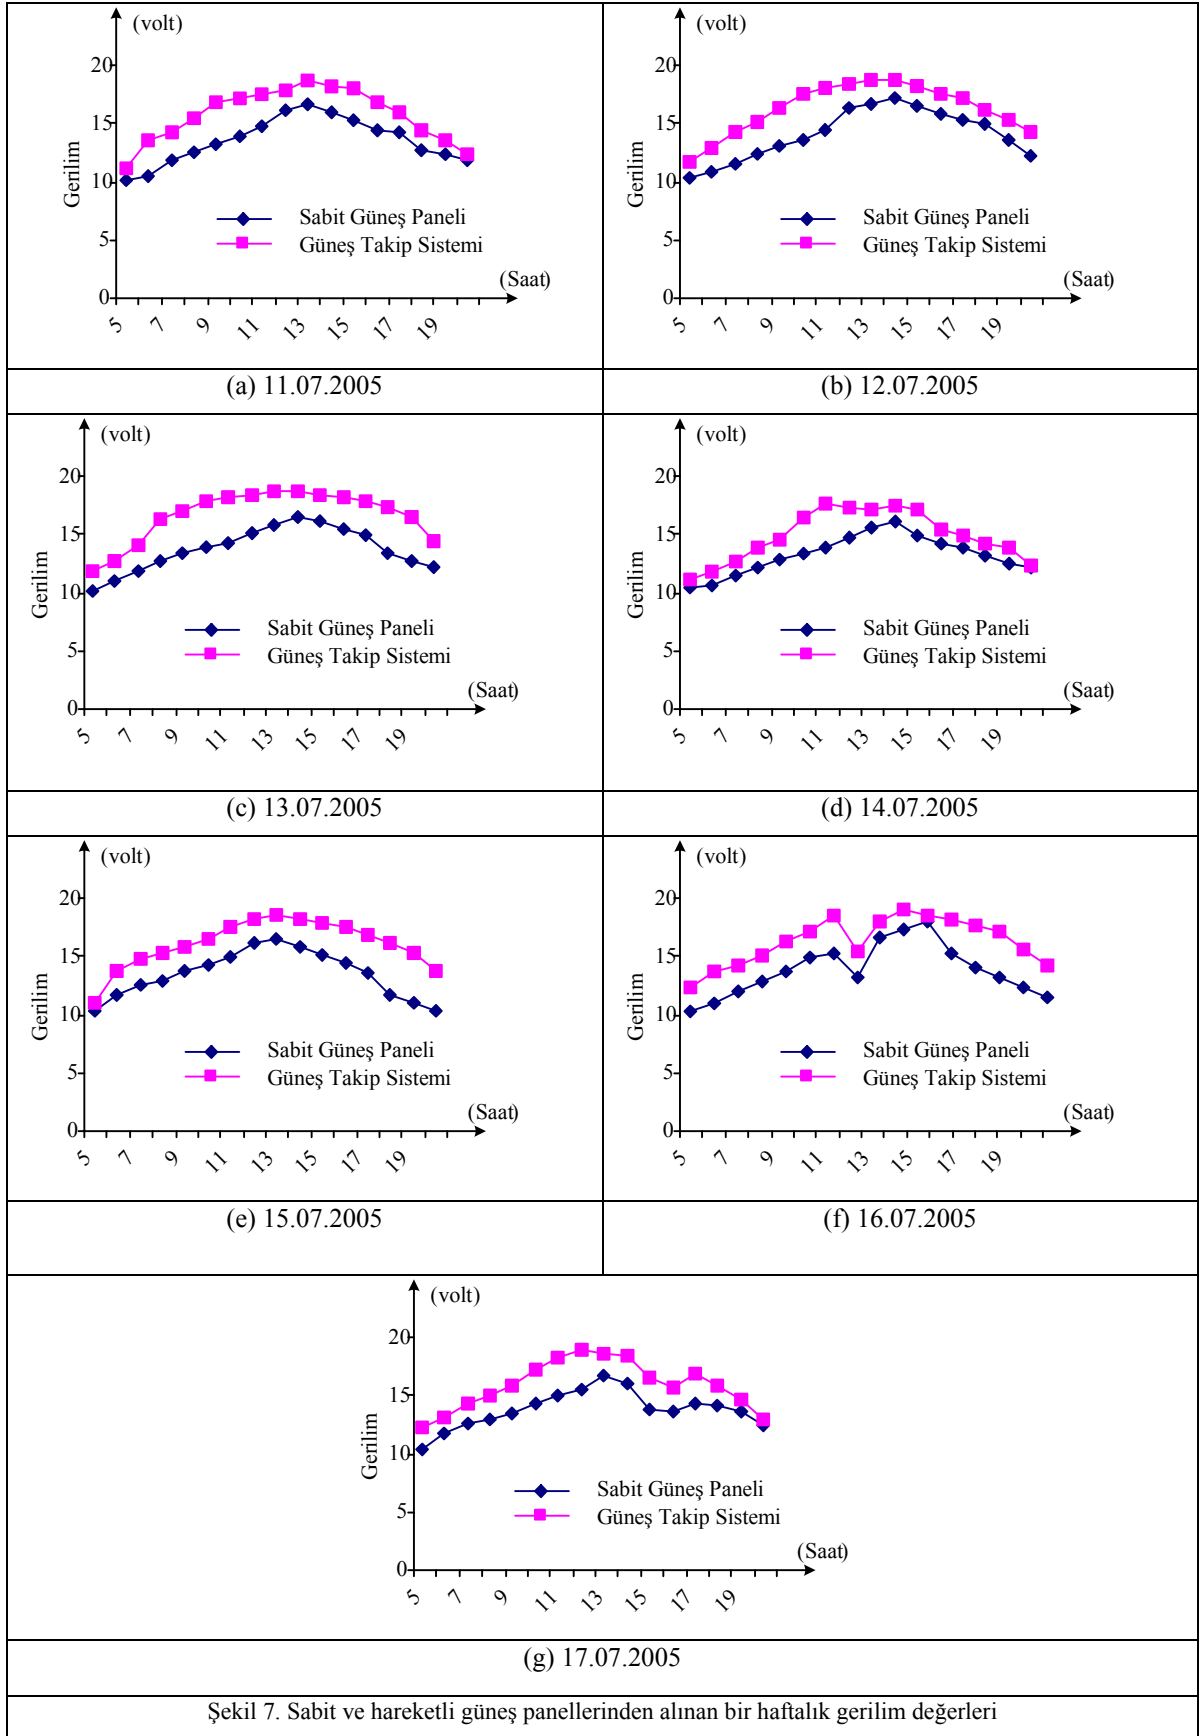 (volt)
20
15
10
5
0
Gerilim
Sabit Güneş Paneli
Güneş Takip Sistemi
(Saat)
5 7 9 11 13 15 17 19
(a) 11.07.2005
(volt)
20
15
10
5
0
Gerilim
Sabit Güneş Paneli
Güneş Takip Sistemi
(Saat)
5 7 9 11 13 15 17 19
(b) 12.07.2005
(volt)
20
15
10
5
0
Gerilim
Sabit Güneş Paneli
Güneş Takip Sistemi
(Saat)
5 7 9 11 13 15 17 19
(c) 13.07.2005
(volt)
20
15
10
5
0
Gerilim
Sabit Güneş Paneli
Güneş Takip Sistemi
(Saat)
5 7 9 11 13 15 17 19
(d) 14.07.2005
(volt)
20
15
10
5
0
Gerilim
Sabit Güneş Paneli
Güneş Takip Sistemi
(Saat)
5 7 9 11 13 15 17 19
(e) 15.07.2005
(volt)
20
15
10
5
0
Gerilim
Sabit Güneş Paneli
Güneş Takip Sistemi
(Saat)
5 7 9 11 13 15 17 19
(f) 16.07.2005
(volt)
20
15
10
5
0
Gerilim
Sabit Güneş Paneli
Güneş Takip Sistemi
(Saat)
5 7 9 11 13 15 17 19
(g) 17.07.2005
Şekil 7. Sabit ve hareketli güneş panellerinden alınan bir haftalık gerilim değerleri